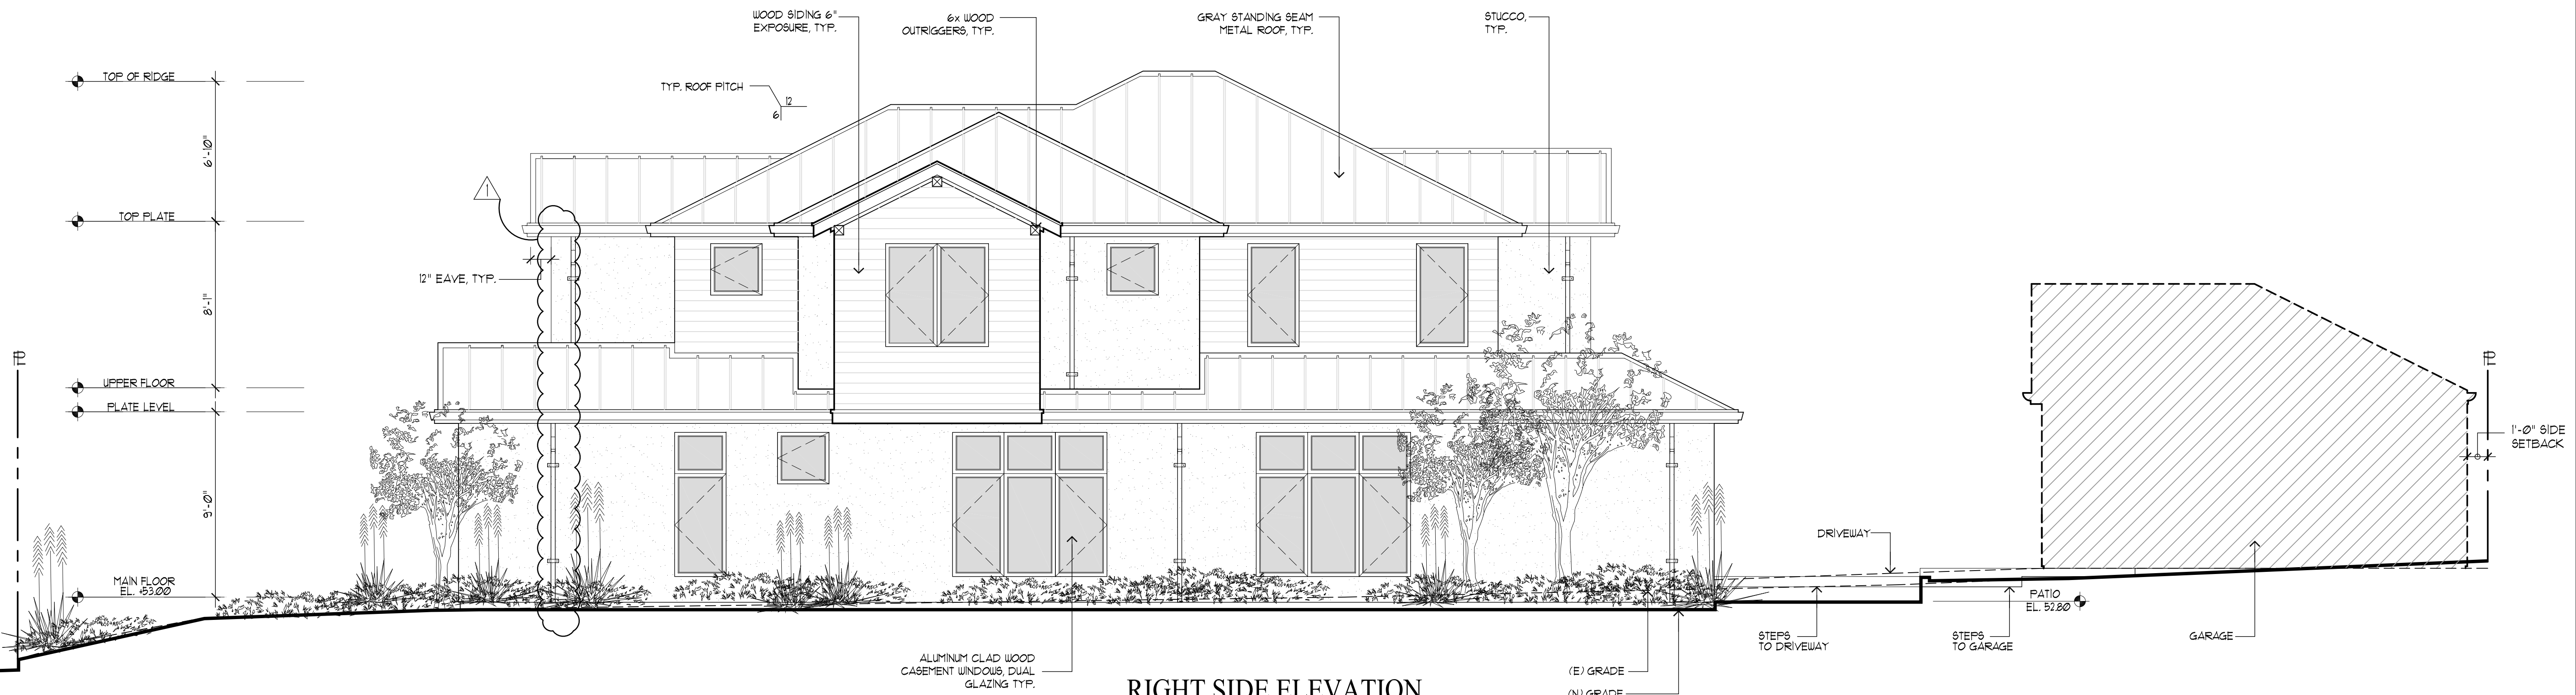 WOOD SIDING 6"
EXPOSURE, TYP.
6x WOOD
OUTRIGGERS, TYP.
GRAY STANDING SEAM
METAL ROOF, TYP.
STUCCO,
TYP.
TOP OF RIDGE
TYP. ROOF PITCH
12
6
6'-10"
1
TOP PLATE
12" EAVE, TYP.
8'-1"
PL
PL
UPPER FLOOR
PLATE LEVEL
1'-0" SIDE
SETBACK
9'-0"
DRIVEWAY
MAIN FLOOR
EL. +53.00
PATIO
EL. 52.80
STEPS
TO DRIVEWAY
STEPS
TO GARAGE
GARAGE
ALUMINUM CLAD WOOD
CASEMENT WINDOWS, DUAL
GLAZING TYP.
(E) GRADE
RIGHT SIDE ELEVATION
(N) GRADE